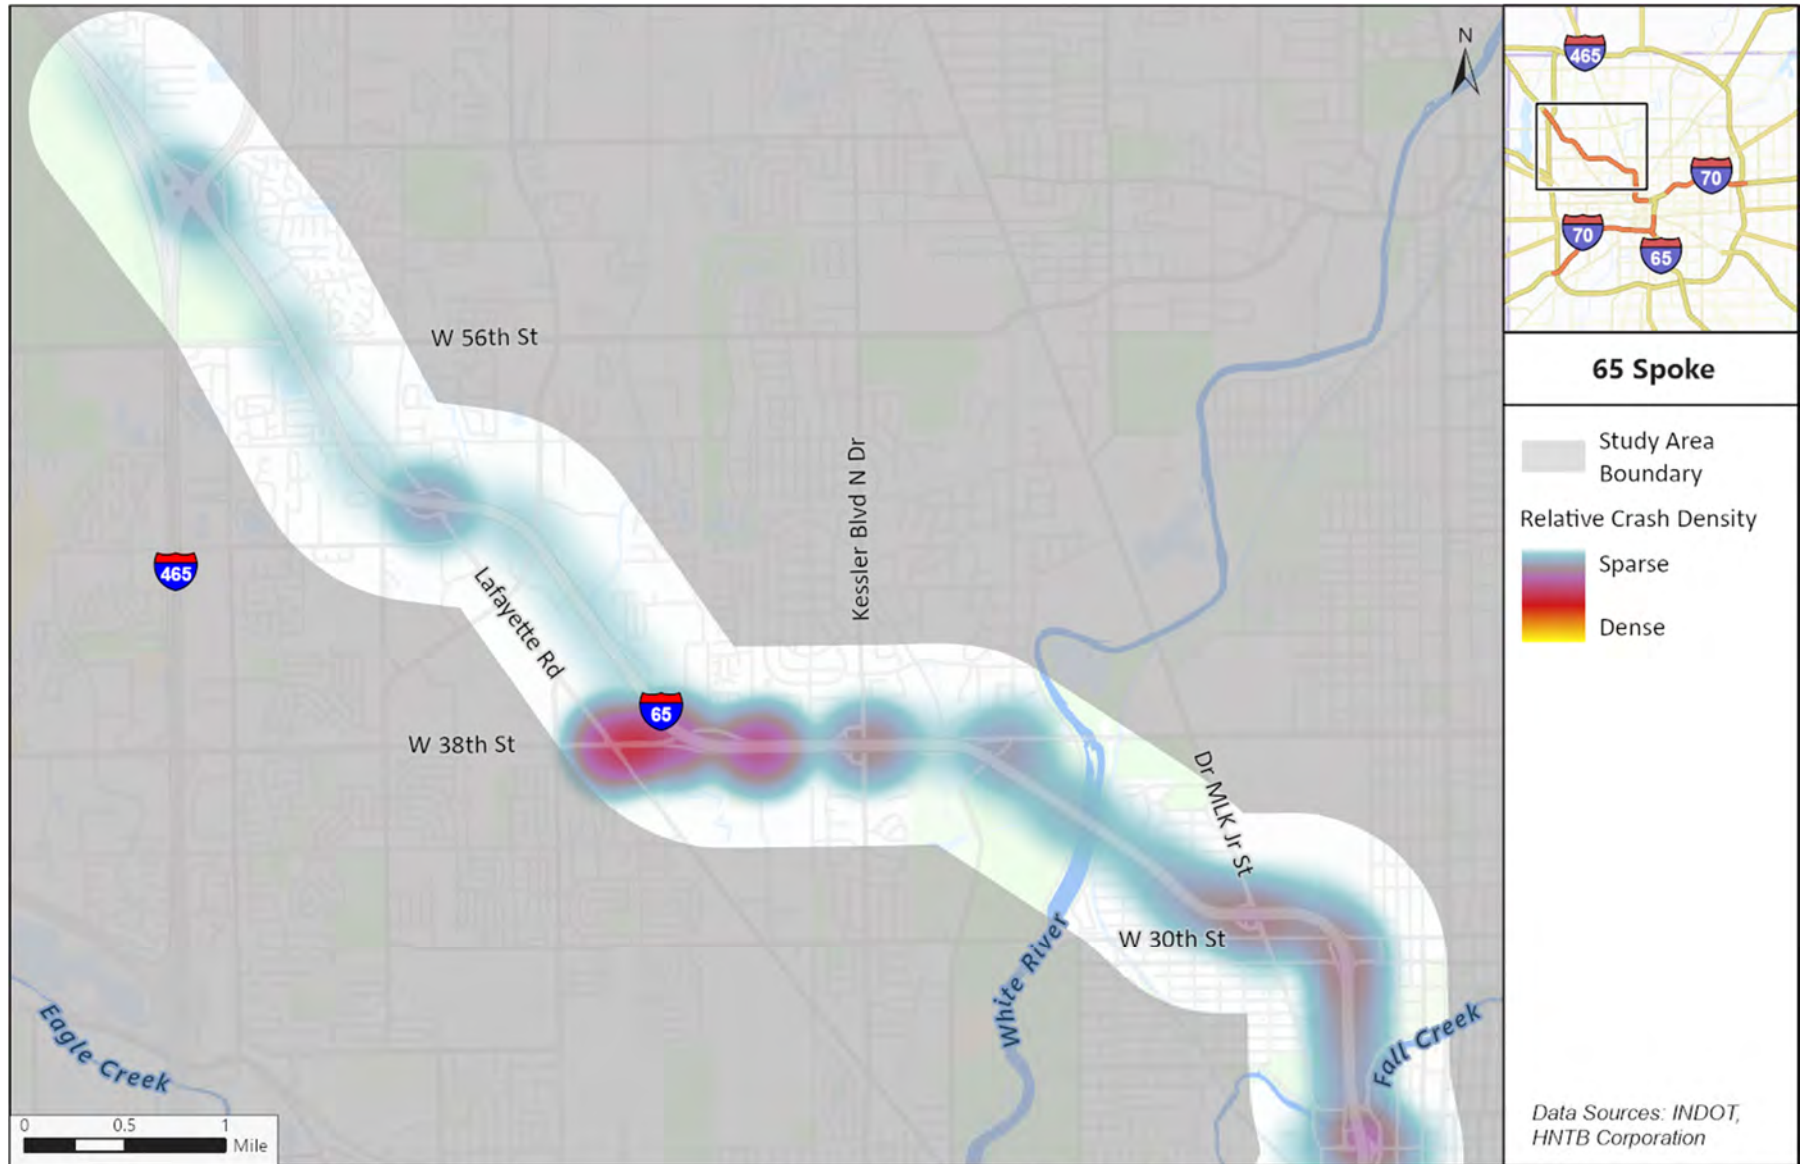 N
W 56th St
Kessler Blvd N Dr
465
Lafayette Rd
65
W 38th St
Dr MLK Jr St
W 30th St
White River
Fall Creek
Eagle Creek
0 0.5 1
Mile
465
70
70
65
65 Spoke
Study Area
Boundary
Relative Crash Density
Sparse
Dense
Data Sources: INDOT,
HNTB Corporation